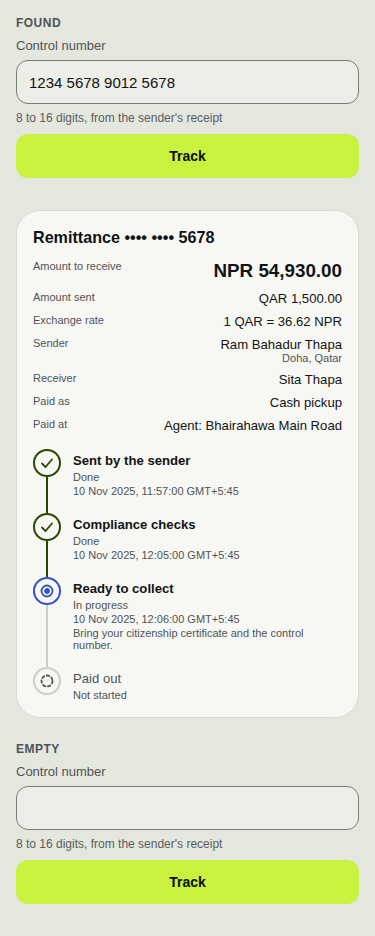 FOUND
Control number
1234 5678 9012 5678
8 to 16 digits, from the sender's receipt
Track
Remittance •••• •••• 5678
Amount to receive NPR 54,930.00
Amount sent QAR 1,500.00
Exchange rate 1 QAR = 36.62 NPR
Sender Ram Bahadur Thapa
Doha, Qatar
Receiver Sita Thapa
Paid as Cash pickup
Paid at Agent: Bhairahawa Main Road
Sent by the sender
Done
10 Nov 2025, 11:57:00 GMT+5:45
Compliance checks
Done
10 Nov 2025, 12:05:00 GMT+5:45
Ready to collect
In progress
10 Nov 2025, 12:06:00 GMT+5:45
Bring your citizenship certificate and the control
number.
Paid out
Not started
EMPTY
Control number
8 to 16 digits, from the sender's receipt
Track